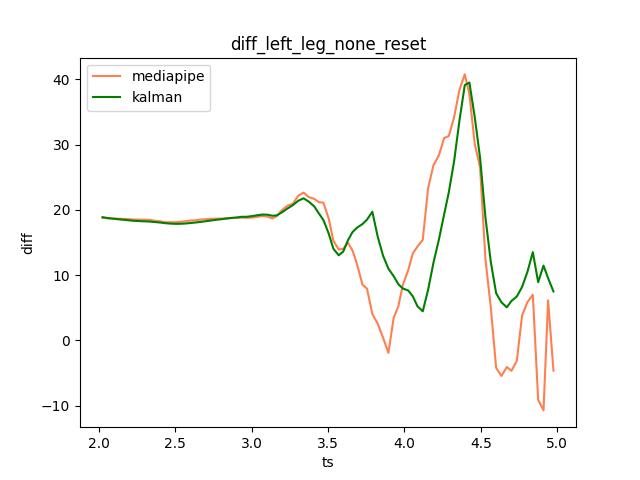 diff_left_leg_none_reset
mediapipe
kalman
40
30
20
10
0
−10
diff
2.0 2.5 3.0 3.5 4.0 4.5 5.0
ts